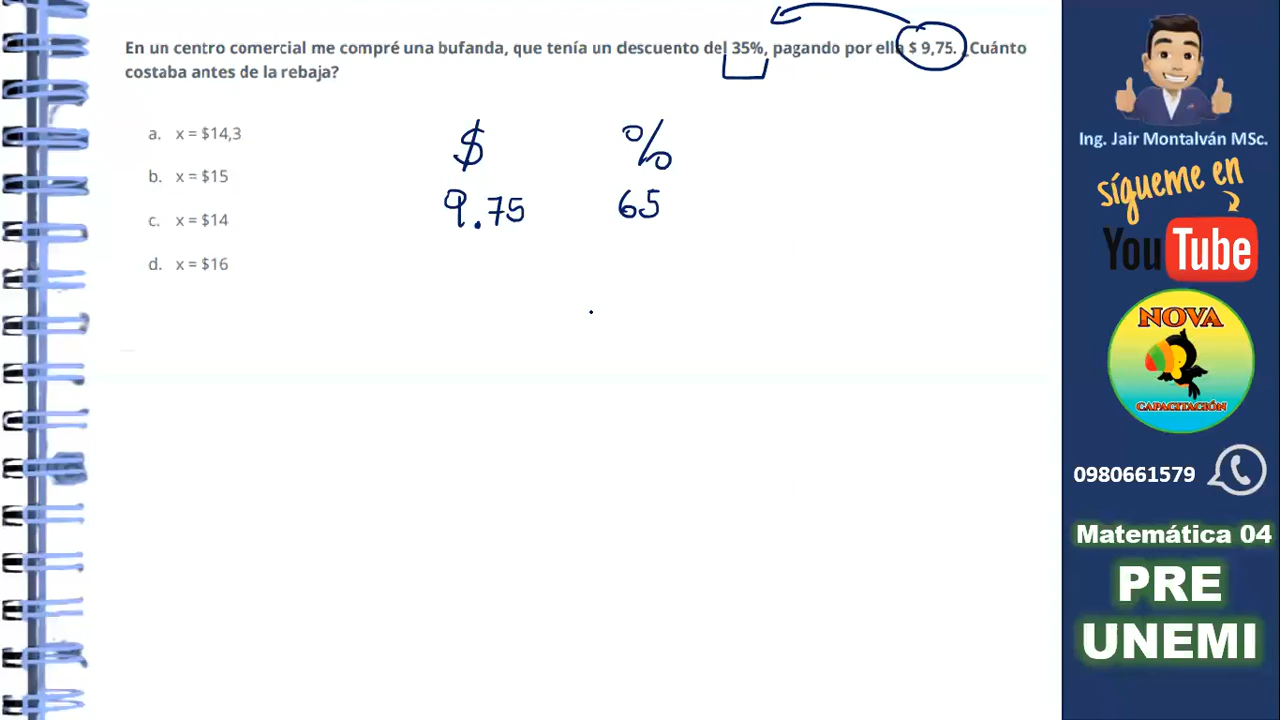 En un centro comercial me compré una bufanda, que tenía un descuento del 35%, pagando por ella $ 9,75. ¿Cuánto
costaba antes de la rebaja?
a. x = $14,3
b. x = $15
c. x = $14
d. x = $16
$ %
9.75 65
Ing. Jair Montalván MSc.
sígueme en
YouTube
NOVA
CAPACITACIÓN
0980661579
Matemática 04
PRE
UNEMI